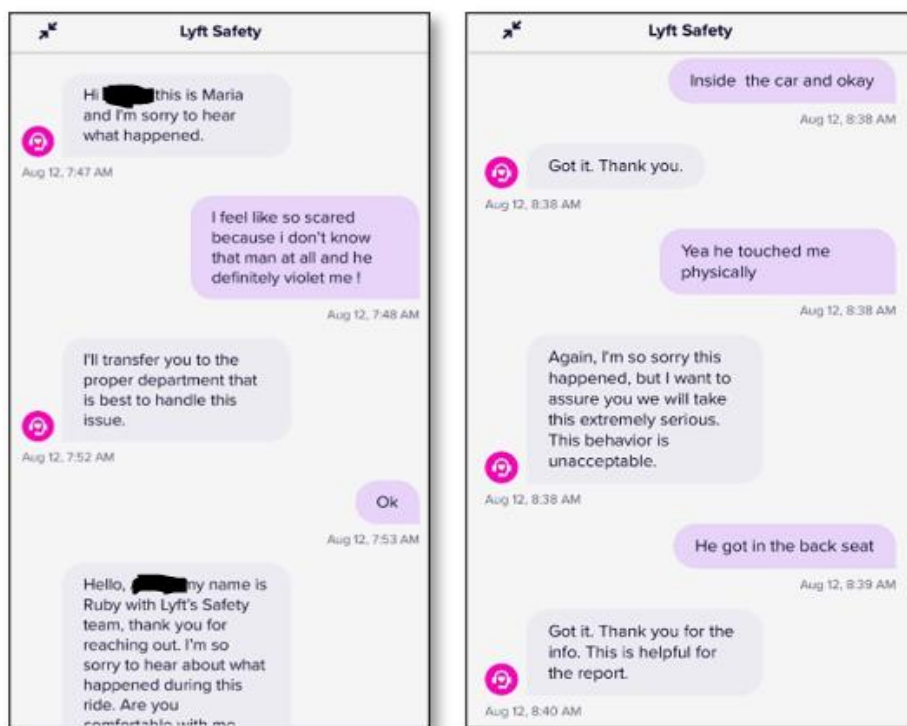 Lyft Safety
Hi this is Maria
and I'm sorry to hear
what happened.
Aug 12, 7:47 AM
I feel like so scared
because i don't know
that man at all and he
definitely violet me !
Aug 12, 7:48 AM
I'll transfer you to the
proper department that
is best to handle this
issue.
Aug 12, 7:52 AM
Ok
Aug 12, 7:53 AM
Hello, my name is
Ruby with Lyft's Safety
team, thank you for
reaching out. I'm so
sorry to hear about what
happened during this
ride. Are you
comfortable with me
Lyft Safety
Inside the car and okay
Aug 12, 8:38 AM
Got it. Thank you.
Aug 12, 8:38 AM
Yea he touched me
physically
Aug 12, 8:38 AM
Again, I'm so sorry this
happened, but I want to
assure you we will take
this extremely serious.
This behavior is
unacceptable.
Aug 12, 8:38 AM
He got in the back seat
Aug 12, 8:39 AM
Got it. Thank you for the
info. This is helpful for
the report.
Aug 12, 8:40 AM